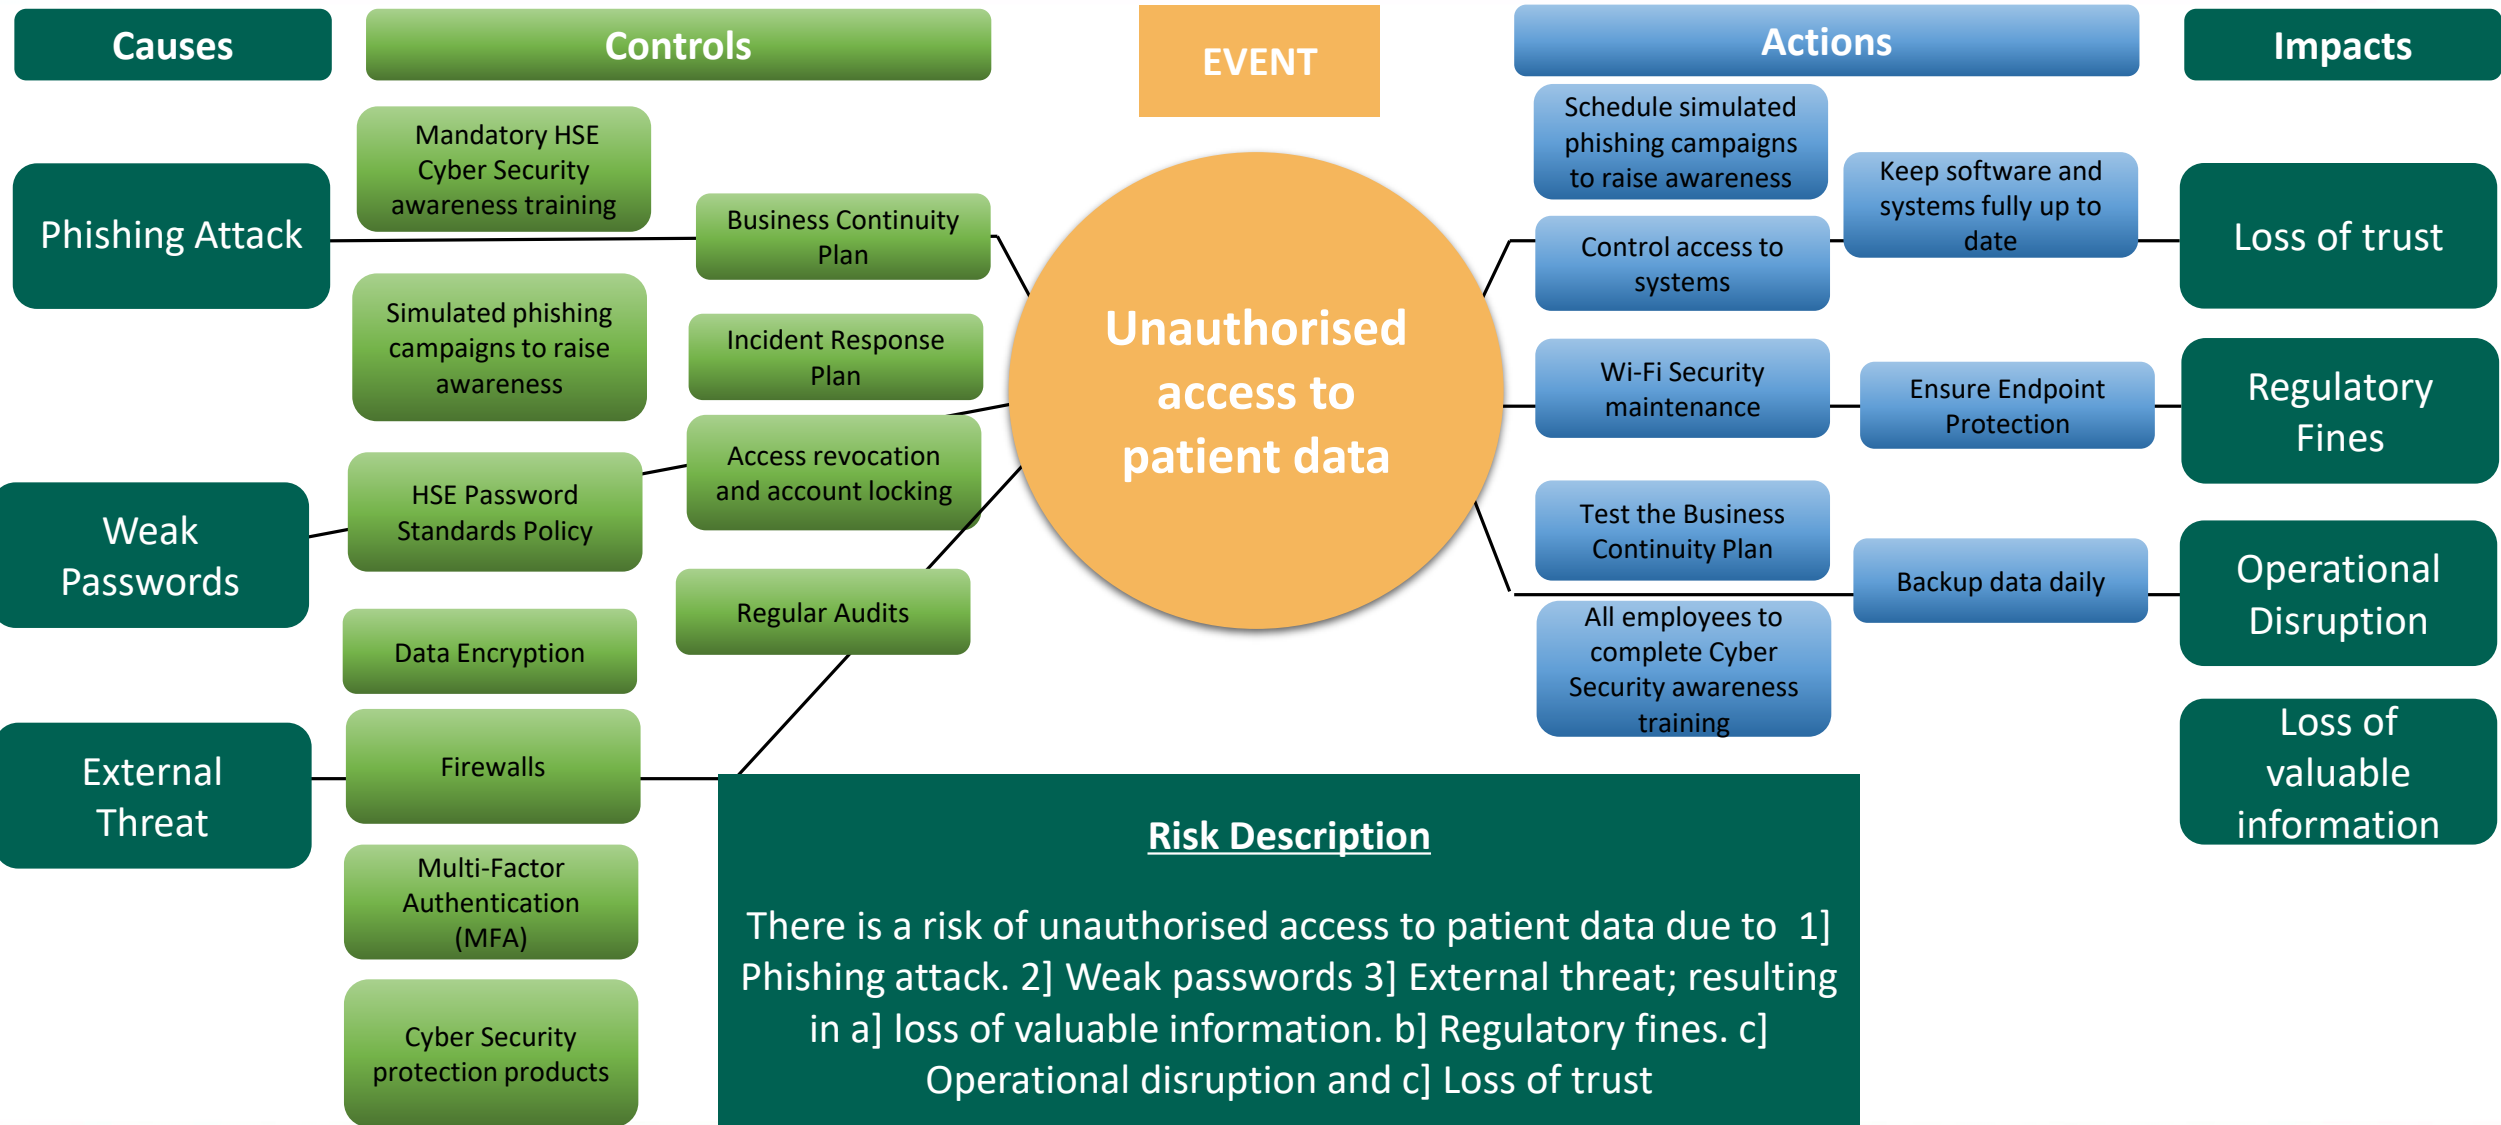 Causes
Controls
EVENT
Actions
Impacts
Phishing Attack
Weak
Passwords
External
Threat
Mandatory HSE
Cyber Security
awareness training
Simulated phishing
campaigns to raise
awareness
HSE Password
Standards Policy
Data Encryption
Firewalls
Multi-Factor
Authentication
(MFA)
Cyber Security
protection products
Business Continuity
Plan
Incident Response
Plan
Access revocation
and account locking
Regular Audits
Unauthorised
access to
patient data
Schedule simulated
phishing campaigns
to raise awareness
Control access to
systems
Wi-Fi Security
maintenance
Test the Business
Continuity Plan
All employees to
complete Cyber
Security awareness
training
Keep software and
systems fully up to
date
Ensure Endpoint
Protection
Backup data daily
Loss of trust
Regulatory
Fines
Operational
Disruption
Loss of
valuable
information
Risk Description
There is a risk of unauthorised access to patient data due to  1]
Phishing attack. 2] Weak passwords 3] External threat; resulting
in a] loss of valuable information. b] Regulatory fines. c]
Operational disruption and c] Loss of trust